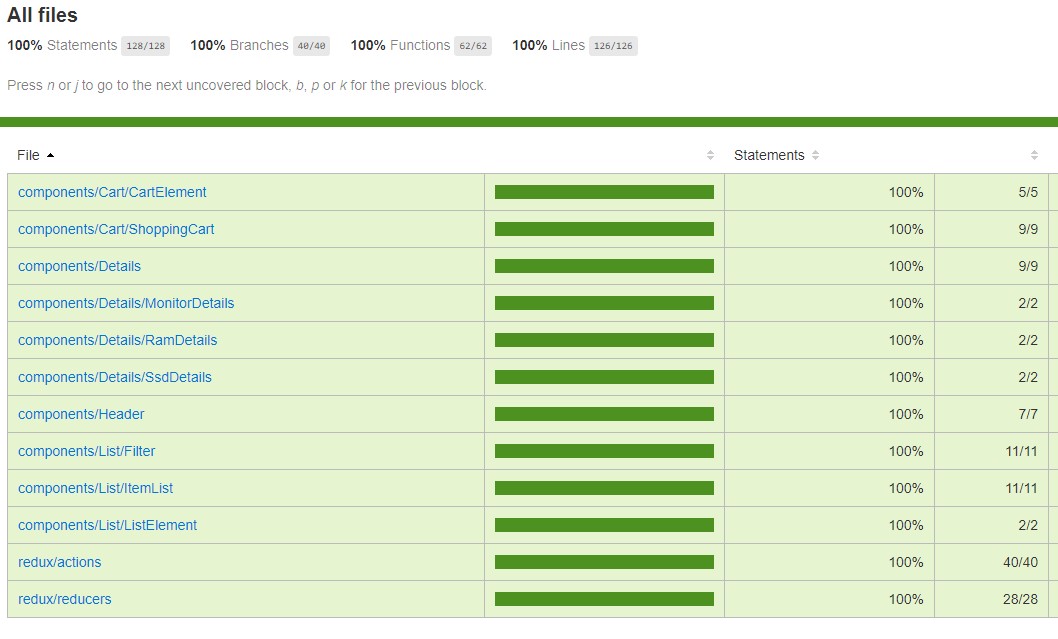 All files
100% Statements 128/128 100% Branches 40/40 100% Functions 62/62 100% Lines 126/126
Press n or j to go to the next uncovered block, b, p or k for the previous block.
File Statements
components/Cart/CartElement 100% 5/5
components/Cart/ShoppingCart 100% 9/9
components/Details 100% 9/9
components/Details/MonitorDetails 100% 2/2
components/Details/RamDetails 100% 2/2
components/Details/SsdDetails 100% 2/2
components/Header 100% 7/7
components/List/Filter 100% 11/11
components/List/ItemList 100% 11/11
components/List/ListElement 100% 2/2
redux/actions 100% 40/40
redux/reducers 100% 28/28